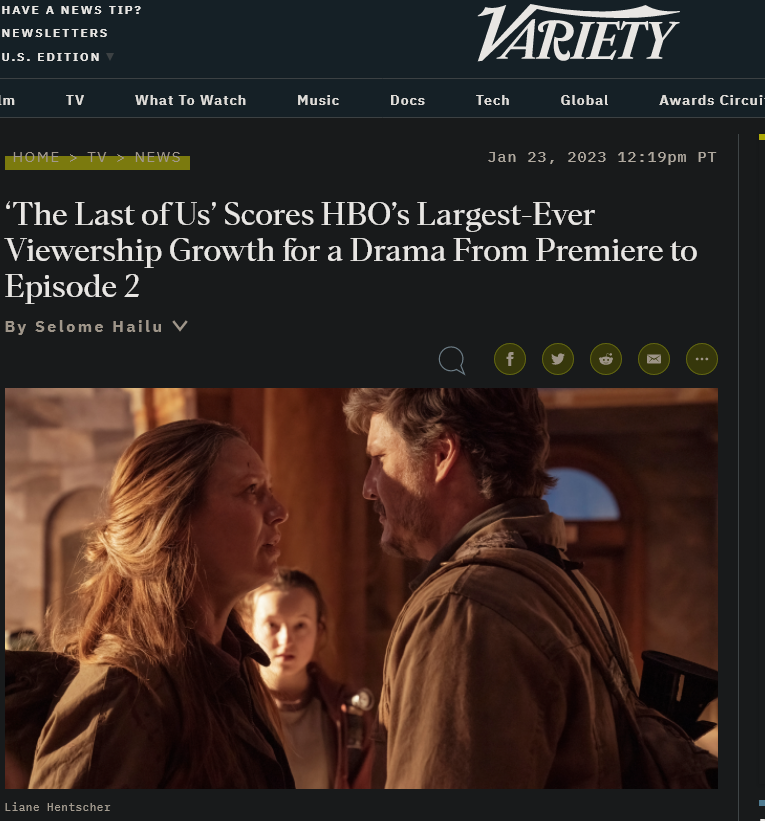 HAVE A NEWS TIP?
NEWSLETTERS
U.S. EDITION
VARIETY
lm TV What To Watch Music Docs Tech Global Awards Circui
HOME > TV > NEWS Jan 23, 2023 12:19pm PT
‘The Last of Us’ Scores HBO’s Largest-Ever
Viewership Growth for a Drama From Premiere to
Episode 2
By Selome Hailu
Liane Hentscher